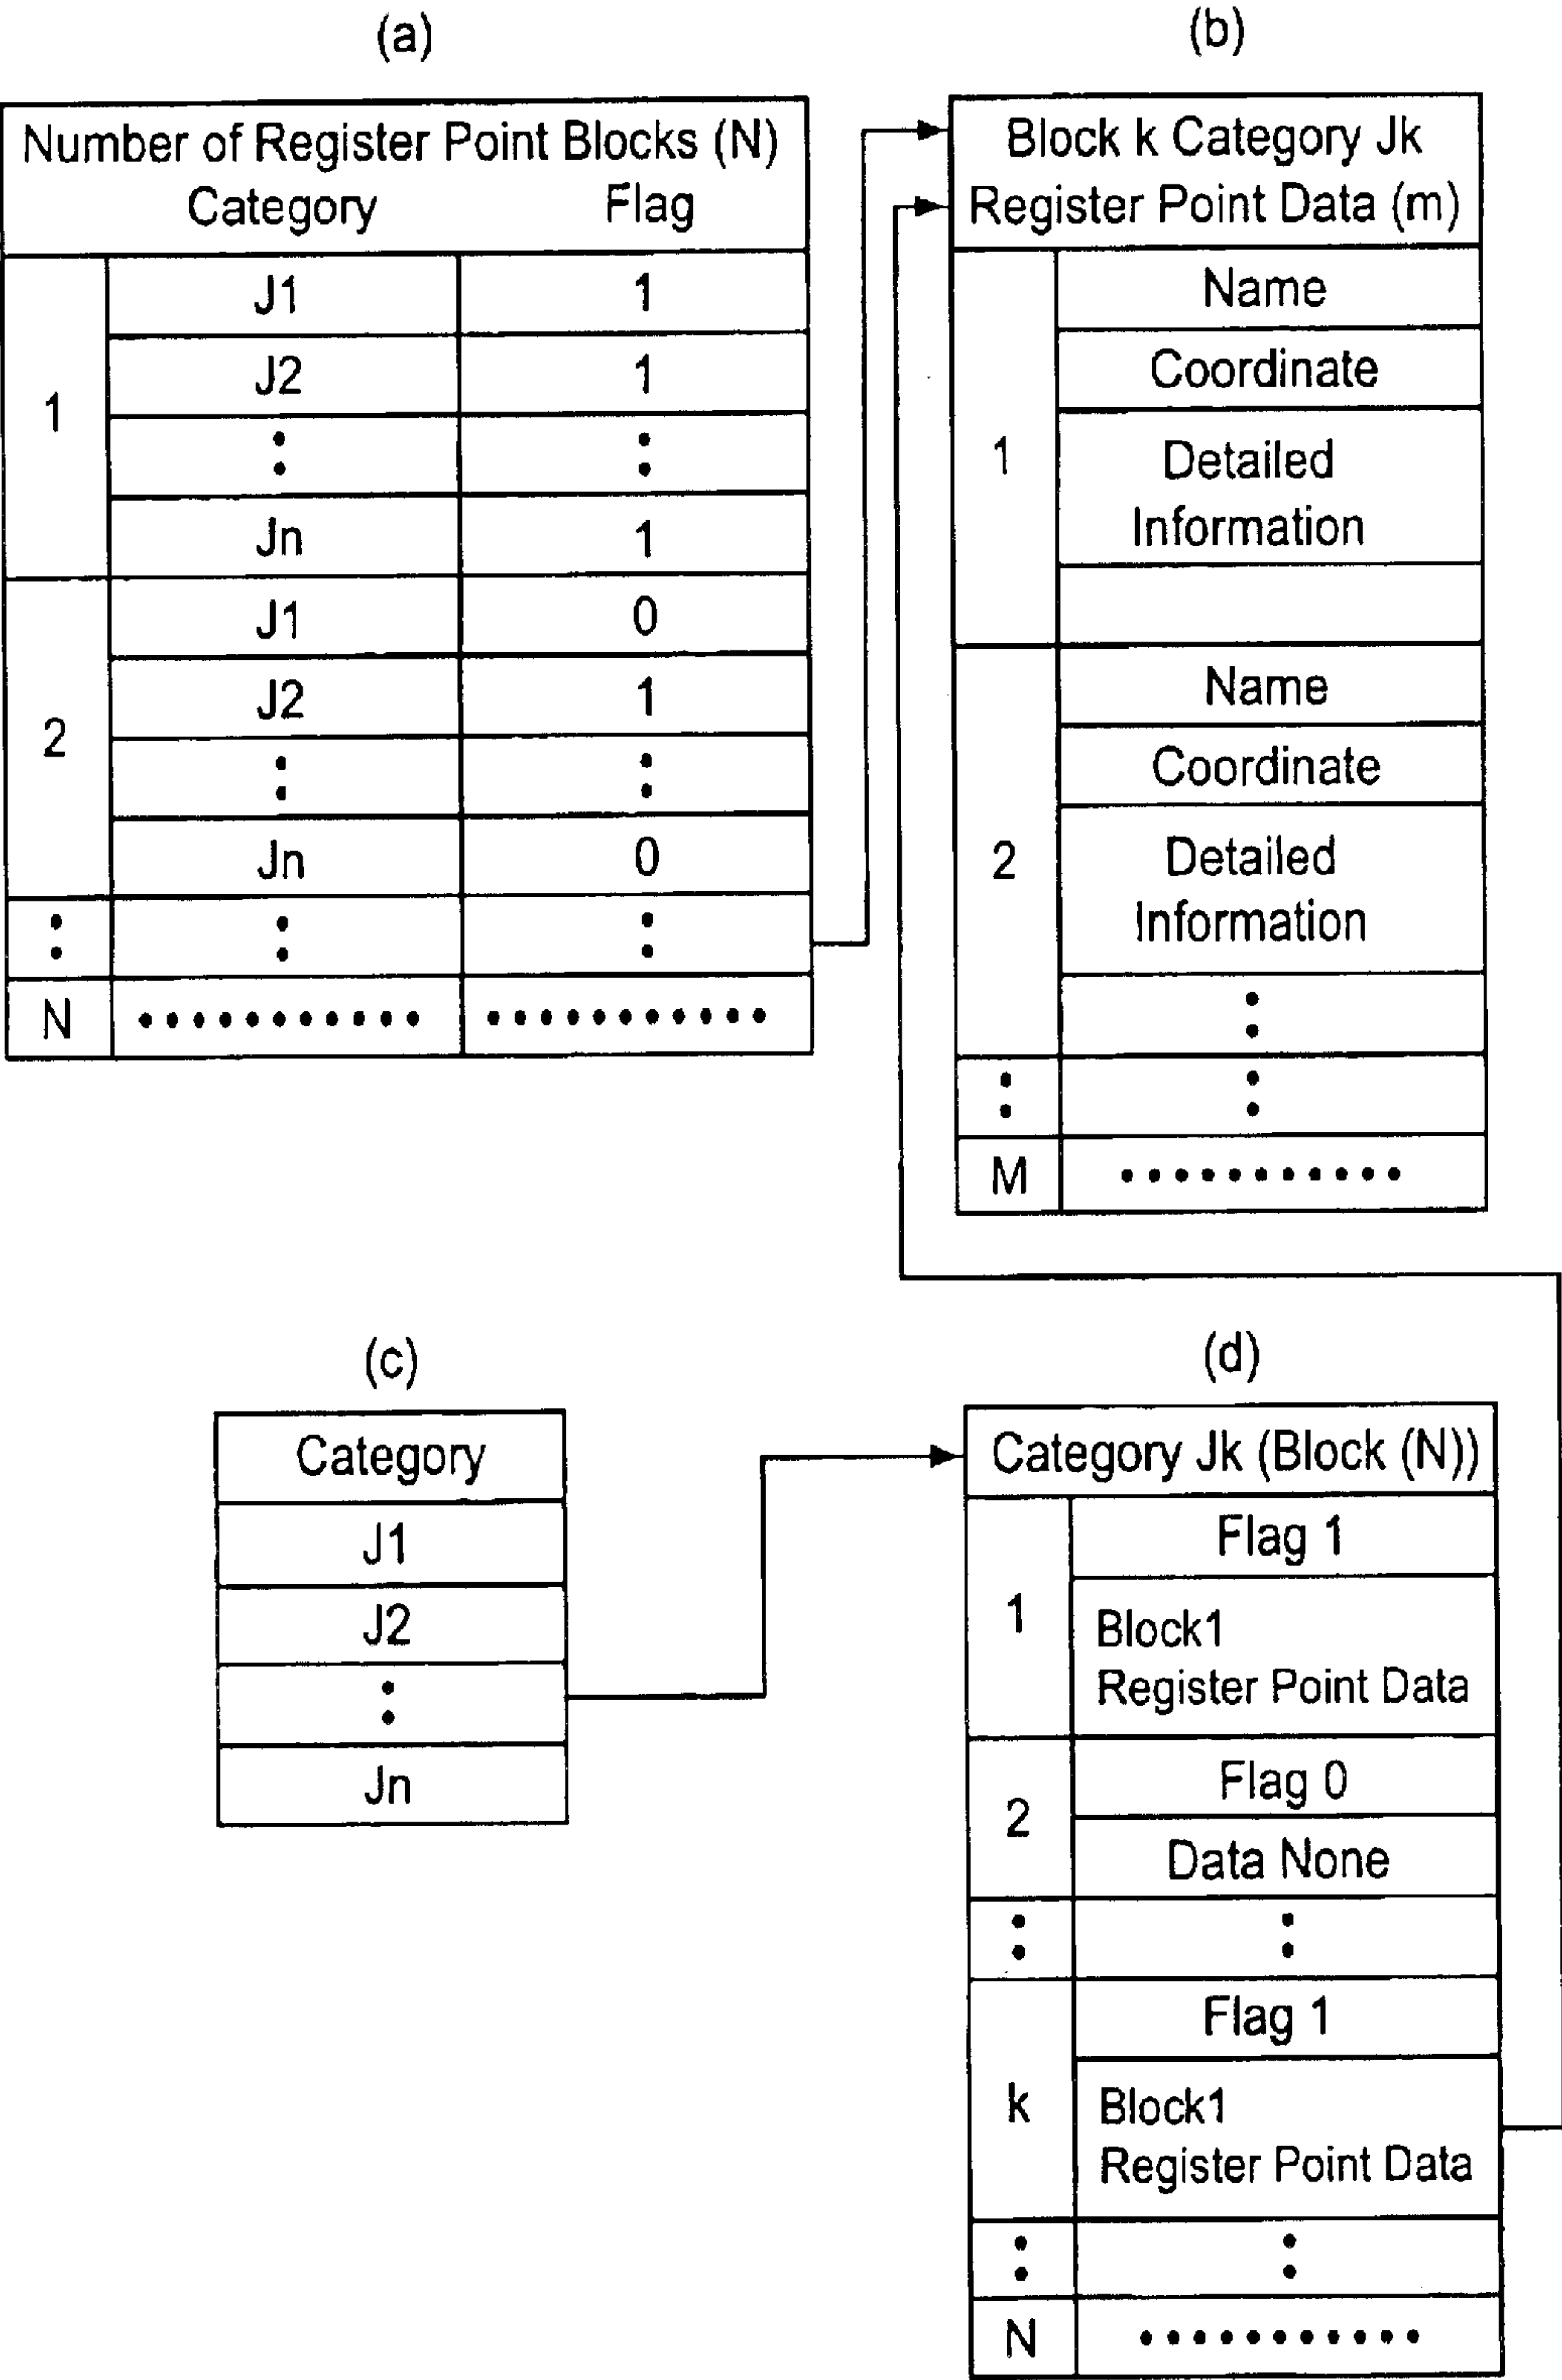 (a)
Number of Register Point Blocks (N)
Category Flag
1
J1 1
J2 1
Jn 1
2
J1 0
J2 1
Jn 0
N
(b)
Block k Category Jk
Register Point Data (m)
1
Name
Coordinate
Detailed
Information
2
Name
Coordinate
Detailed
Information
M
(c)
Category
J1
J2
Jn
(d)
Category Jk (Block (N))
1
Flag 1
Block1
Register Point Data
2
Flag 0
Data None
k
Flag 1
Block1
Register Point Data
N